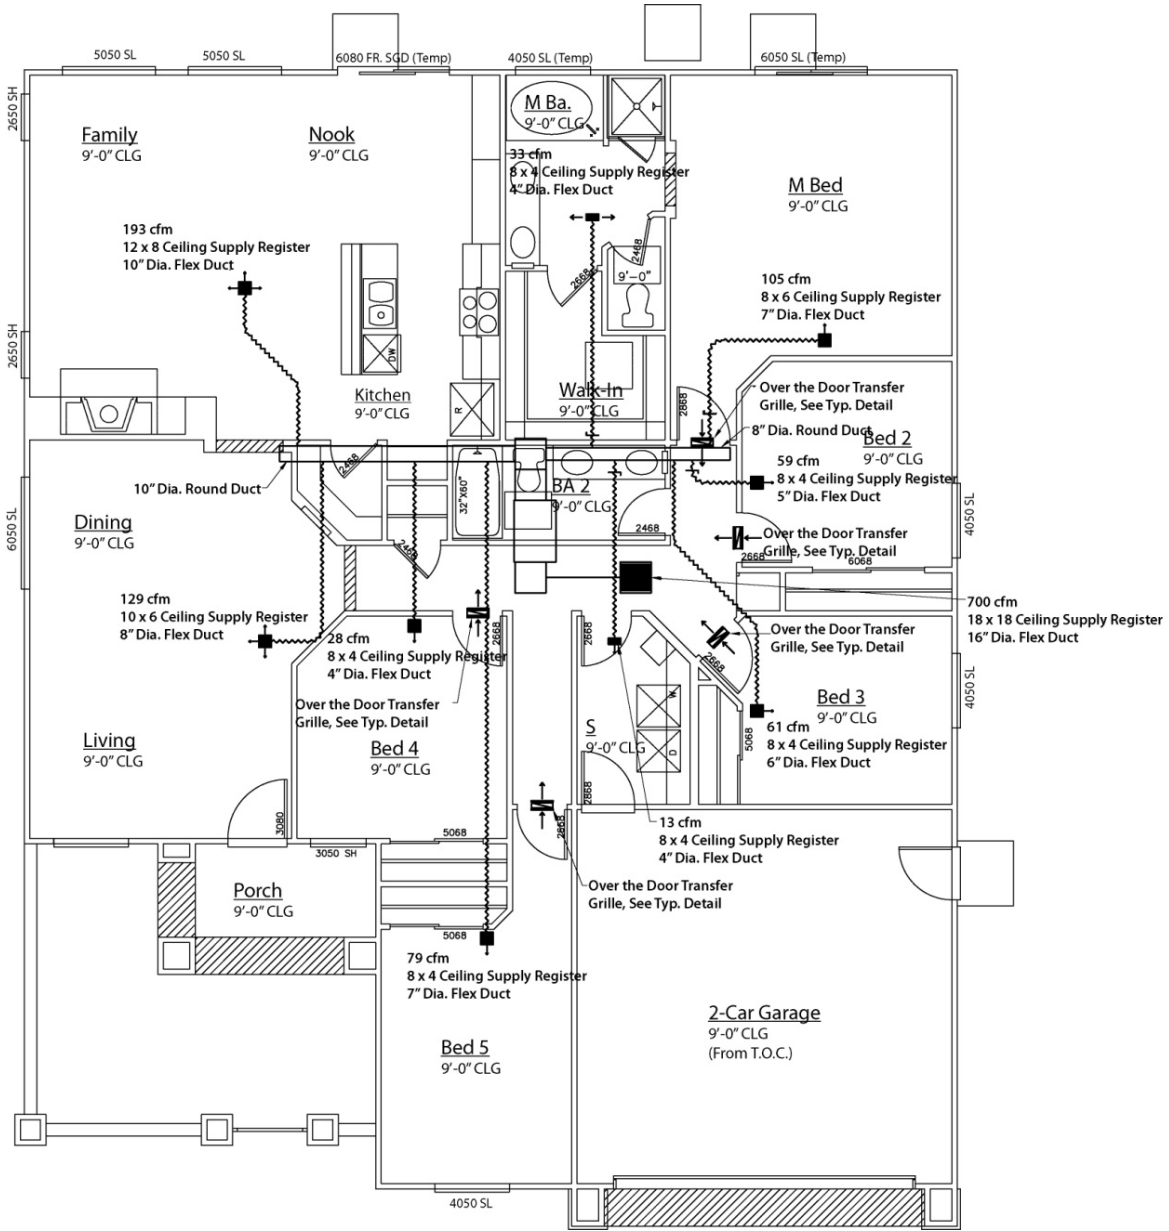 5050 SL
5050 SL
6080 FR. SGD (Temp)
4050 SL (Temp)
6050 SL (Temp)
2650 SH
Family
9'-0" CLG
Nook
9'-0" CLG
M Ba.
9'-0" CLG
33 cfm
8 x 4 Ceiling Supply Register
4" Dia. Flex Duct
M Bed
9'-0" CLG
193 cfm
12 x 8 Ceiling Supply Register
10" Dia. Flex Duct
2468
2668
9'-0"
105 cfm
8 x 6 Ceiling Supply Register
7" Dia. Flex Duct
2650 SH
DW
Kitchen
9'-0" CLG
R
Walk-In
9'-0" CLG
2868
Over the Door Transfer
Grille, See Typ. Detail
8" Dia. Round Duct
Bed 2
9'-0" CLG
2468
10" Dia. Round Duct
32"X60"
BA 2
9'-0" CLG
59 cfm
8 x 4 Ceiling Supply Register
5" Dia. Flex Duct
6050 SL
Dining
9'-0" CLG
2468
2468
Over the Door Transfer
Grille, See Typ. Detail
2668
6068
4050 SL
129 cfm
10 x 6 Ceiling Supply Register
8" Dia. Flex Duct
700 cfm
18 x 18 Ceiling Supply Register
16" Dia. Flex Duct
28 cfm
8 x 4 Ceiling Supply Register
4" Dia. Flex Duct
2668
2668
Over the Door Transfer
Grille, See Typ. Detail
2668
Over the Door Transfer
Grille, See Typ. Detail
4050 SL
Bed 3
9'-0" CLG
W
61 cfm
8 x 4 Ceiling Supply Register
6" Dia. Flex Duct
5068
Living
9'-0" CLG
Bed 4
9'-0" CLG
S
9'-0" CLG
D
2868
3080
3050 SH
5068
2668
13 cfm
8 x 4 Ceiling Supply Register
4" Dia. Flex Duct
Porch
9'-0" CLG
Over the Door Transfer
Grille, See Typ. Detail
5068
79 cfm
8 x 4 Ceiling Supply Register
7" Dia. Flex Duct
Bed 5
9'-0" CLG
2-Car Garage
9'-0" CLG
(From T.O.C.)
4050 SL